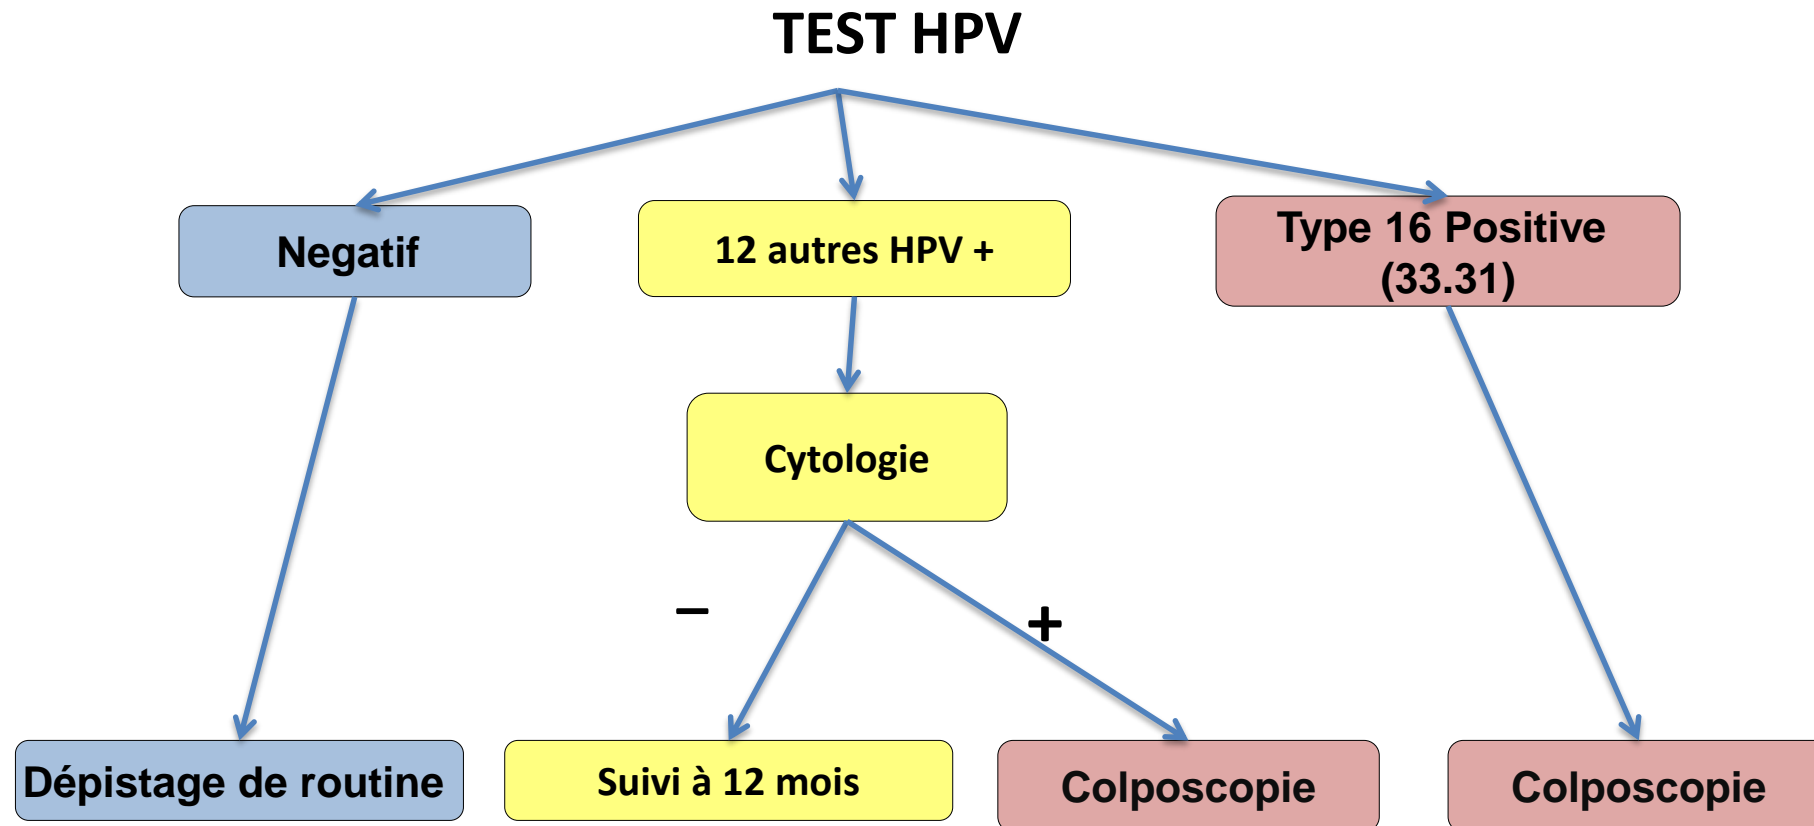 TEST HPV
Negatif
12 autres HPV +
Type 16 Positive
(33.31)
Cytologie
–
+
Dépistage de routine
Suivi à 12 mois
Colposcopie
Colposcopie